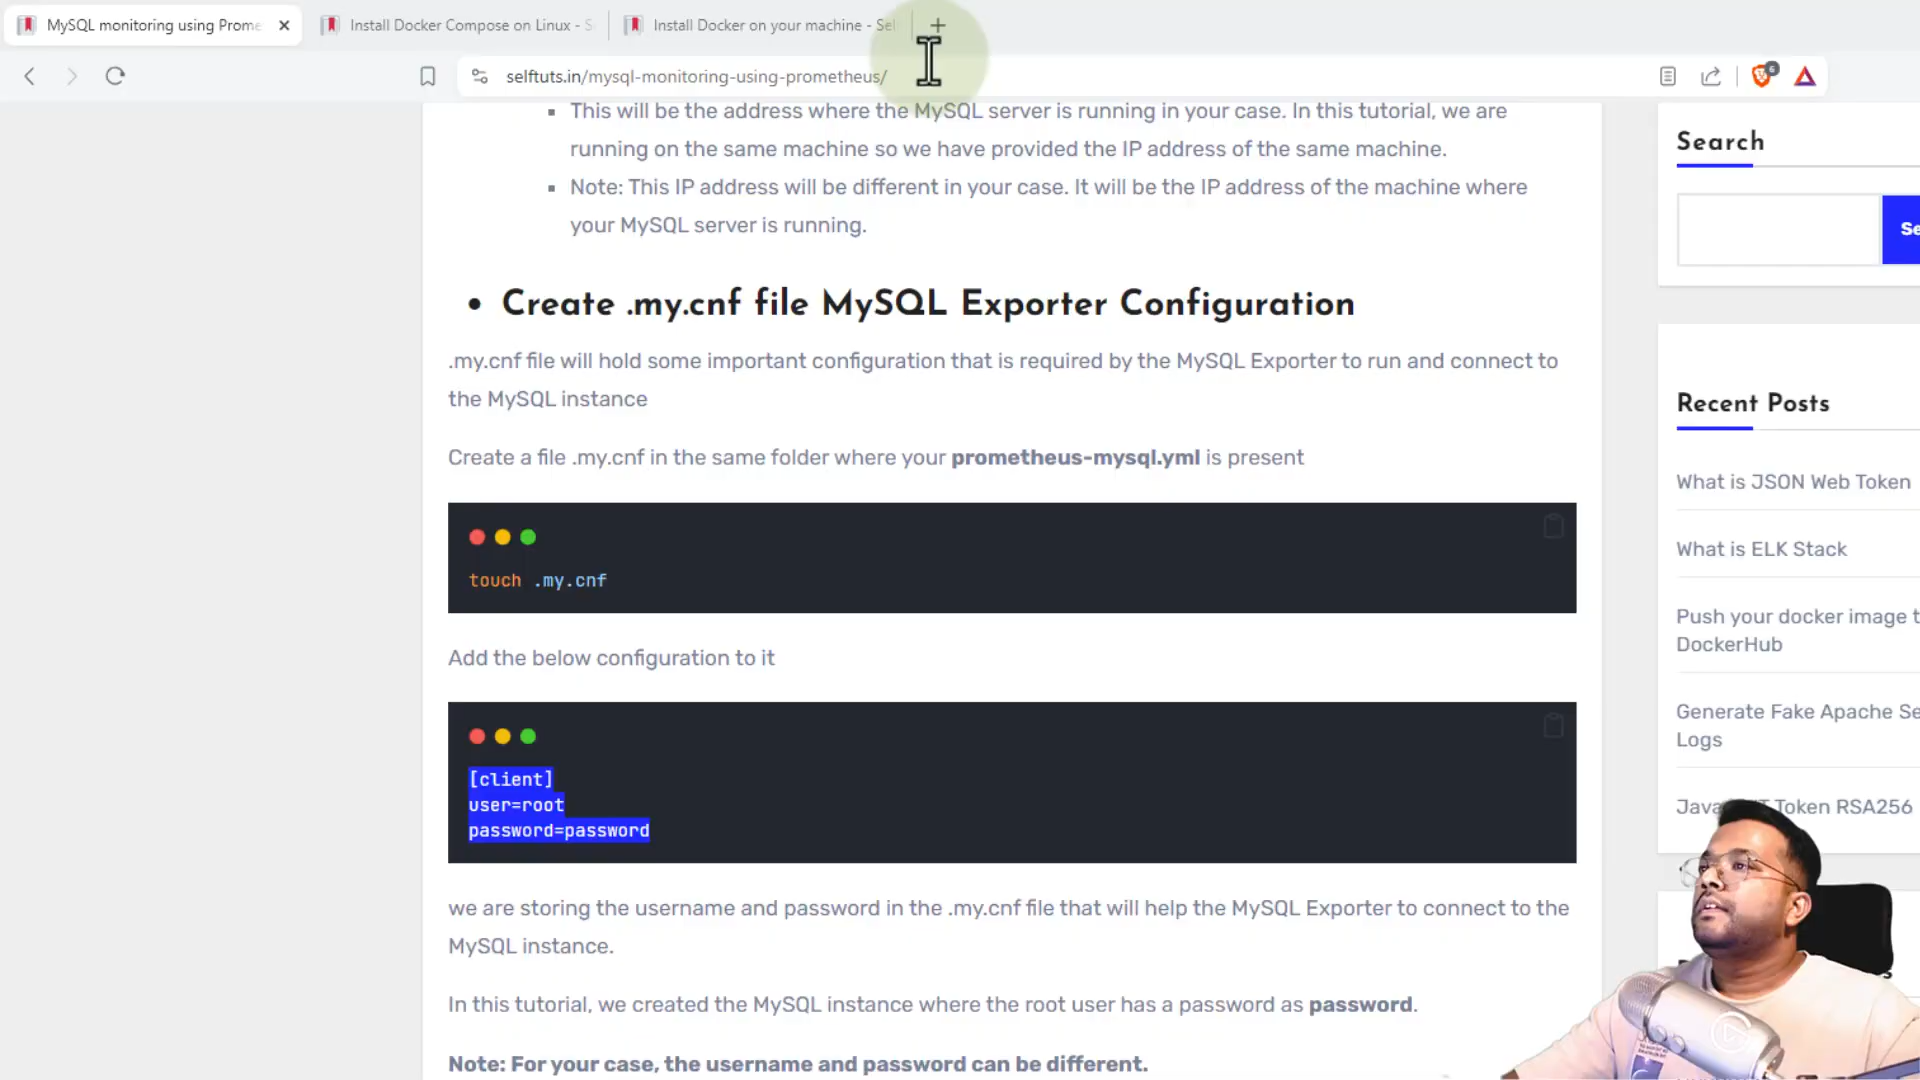 MySQL monitoring using Prome
Install Docker Compose on Linux - S
Install Docker on your machine - Sel
selftuts.in/mysql-monitoring-using-prometheus/
6
This will be the address where the MySQL server is running in your case. In this tutorial, we are
running on the same machine so we have provided the IP address of the same machine.
Note: This IP address will be different in your case. It will be the IP address of the machine where
your MySQL server is running.
Create .my.cnf file MySQL Exporter Configuration
.my.cnf file will hold some important configuration that is required by the MySQL Exporter to run and connect to
the MySQL instance
Create a file .my.cnf in the same folder where your prometheus-mysql.yml is present
touch .my.cnf
Add the below configuration to it
[client]
user=root
password=password
we are storing the username and password in the .my.cnf file that will help the MySQL Exporter to connect to the
MySQL instance.
In this tutorial, we created the MySQL instance where the root user has a password as password.
Note: For your case, the username and password can be different.
Search
Se
Recent Posts
What is JSON Web Token
What is ELK Stack
Push your docker image t
DockerHub
Generate Fake Apache Se
Logs
Java Token RSA256